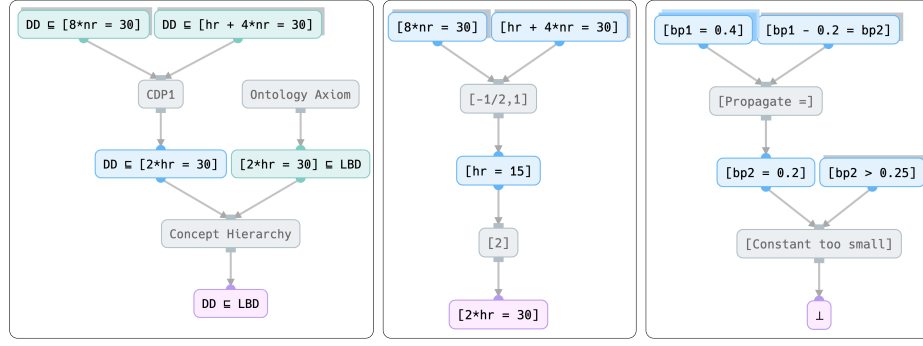 DD ⊑ [8*nr = 30]
DD ⊑ [hr + 4*nr = 30]
CDP1
Ontology Axiom
DD ⊑ [2*hr = 30]
[2*hr = 30] ⊑ LBD
Concept Hierarchy
DD ⊑ LBD
[8*nr = 30]
[hr + 4*nr = 30]
[-1/2,1]
[hr = 15]
[2]
[2*hr = 30]
[bp1 = 0.4]
[bp1 - 0.2 = bp2]
[Propagate =]
[bp2 = 0.2]
[bp2 > 0.25]
[Constant too small]
⊥